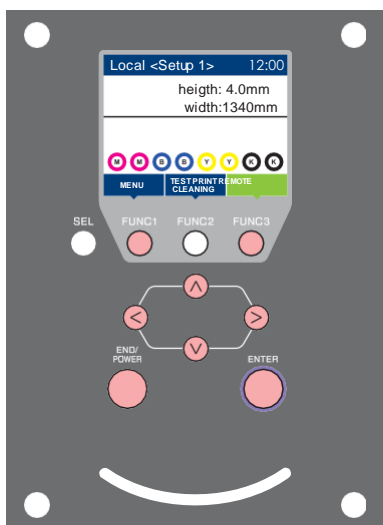 Local <Setup 1> 12:00
heigth: 4.0mm
width:1340mm
M M B B Y Y K K
MENU TEST PRINT REMOTE
CLEANING
SEL FUNC1 FUNC2 FUNC3
END/
POWER
ENTER